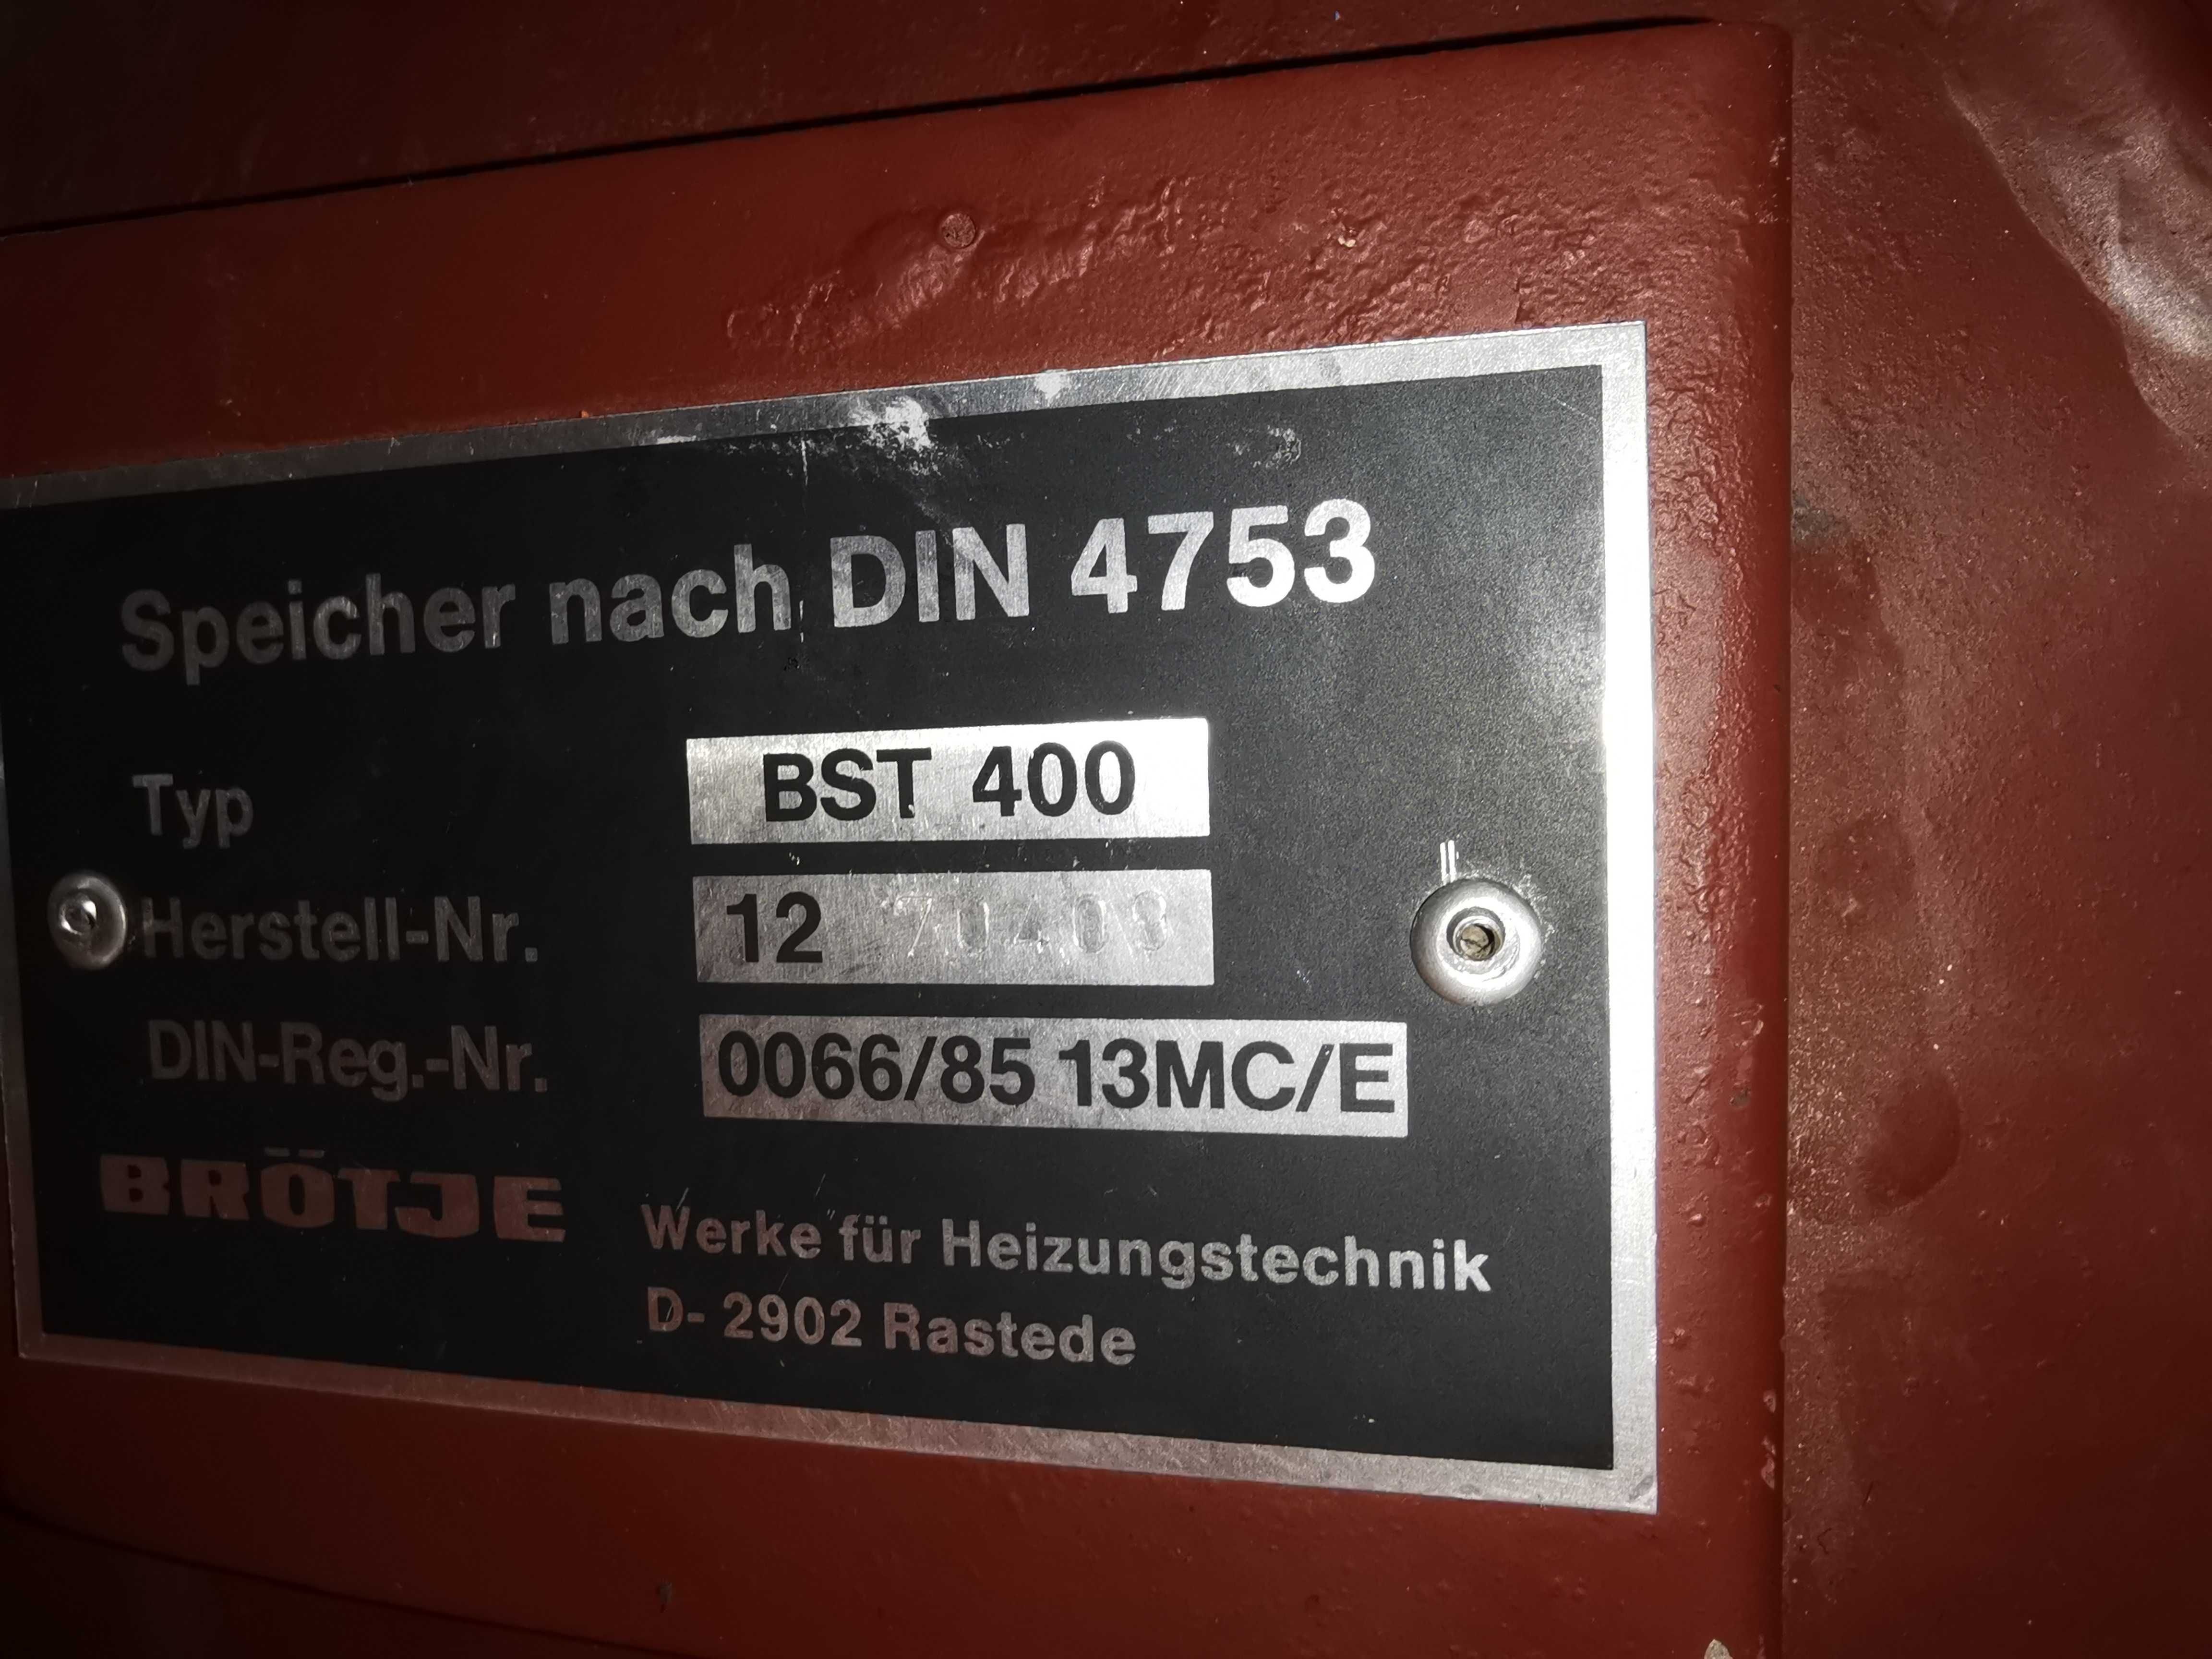 Speicher nach DIN 4753
Typ BST 400
Herstell-Nr. 12 70403
DIN-Reg.-Nr. 0066/85 13MC/E
BRÖTJE Werke für Heizungstechnik
D- 2902 Rastede